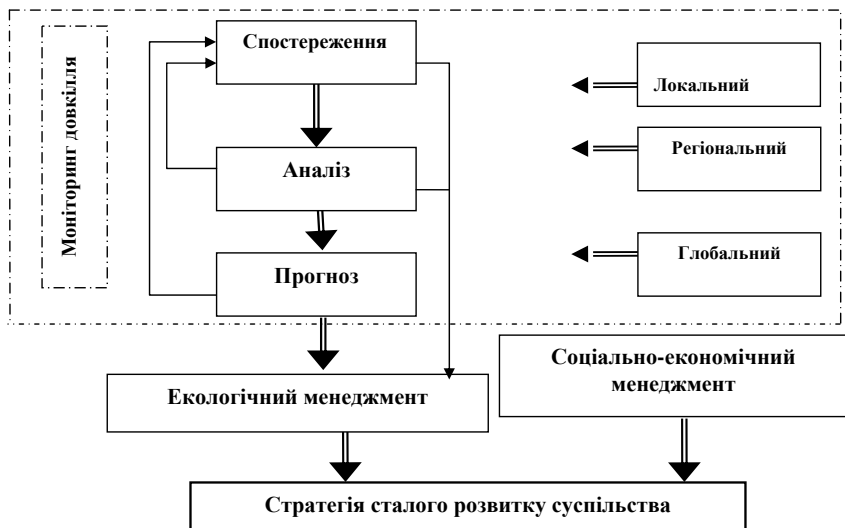 Моніторинг довкілля
Спостереження
Аналіз
Прогноз
Локальний
Регіональний
Глобальний
Екологічний менеджмент
Соціально-економічний
менеджмент
Стратегія сталого розвитку суспільства